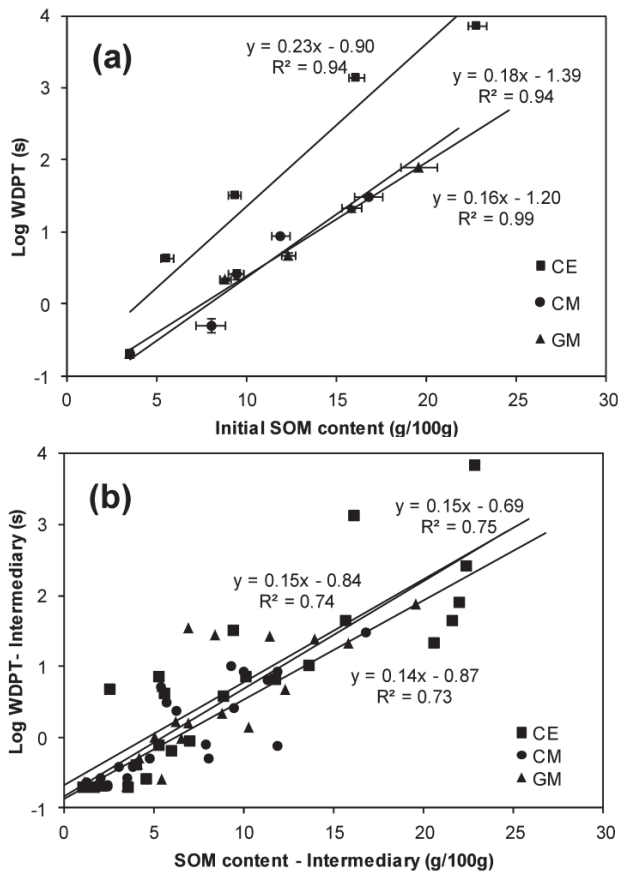 4
3
2
1
0
-1
Log WDPT (s)
(a)
y = 0.23x - 0.90
R² = 0.94
y = 0.18x - 1.39
R² = 0.94
y = 0.16x - 1.20
R² = 0.99
CE
CM
GM
0 5 10 15 20 25 30
Initial SOM content (g/100g)
4
3
2
1
0
-1
Log WDPT- Intermediary (s)
(b)
y = 0.15x - 0.69
R² = 0.75
y = 0.15x - 0.84
R² = 0.74
y = 0.14x - 0.87
R² = 0.73
CE
CM
GM
0 5 10 15 20 25 30
SOM content - Intermediary (g/100g)